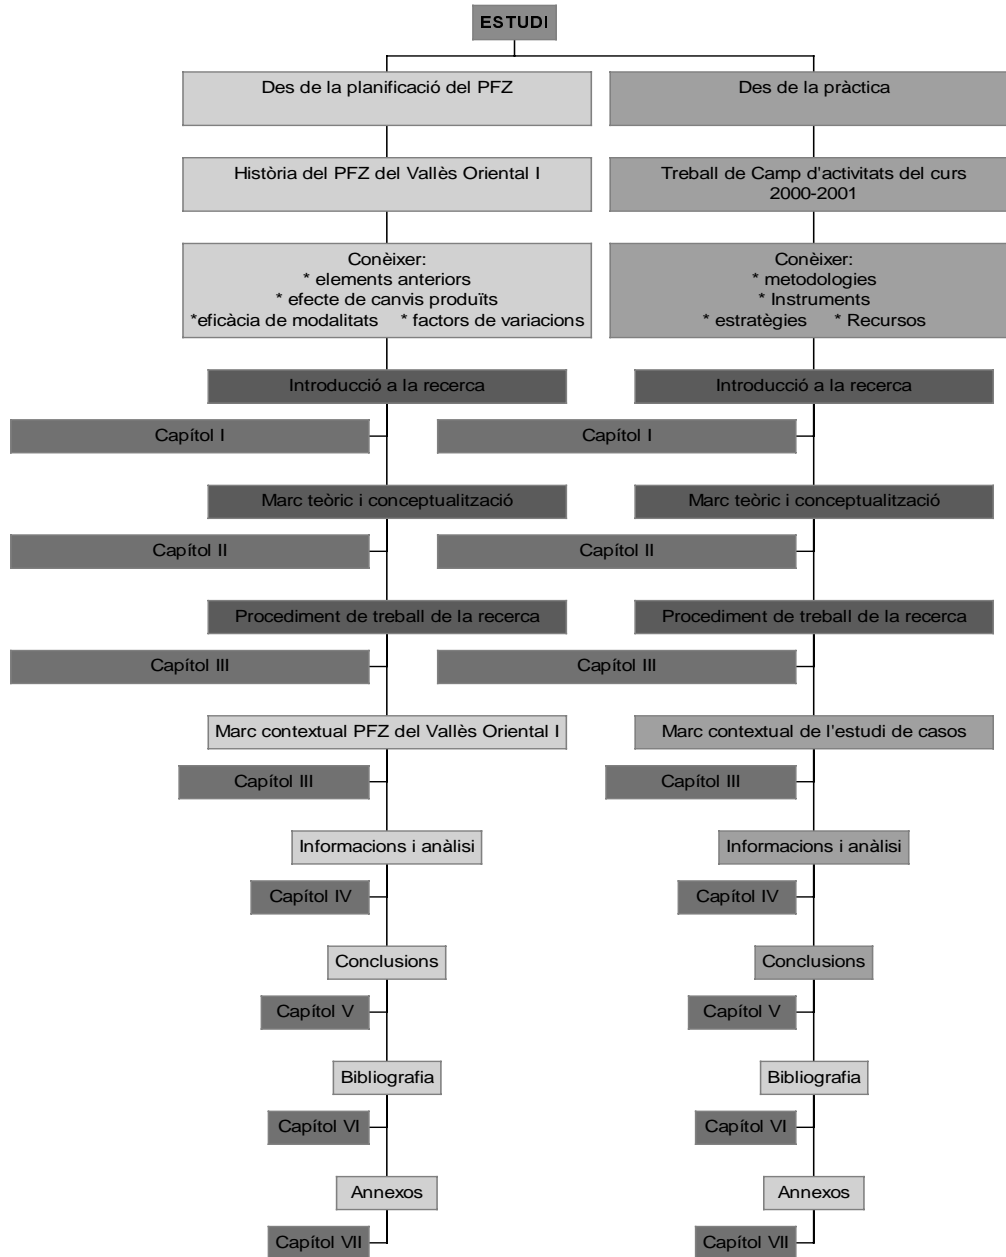 ESTUDI
Des de la planificació del PFZ
Des de la pràctica
Història del PFZ del Vallès Oriental I
Treball de Camp d'activitats del curs
2000-2001
Conèixer:
* elements anteriors
* efecte de canvis produïts
*eficàcia de modalitats * factors de variacions
Conèixer:
* metodologies
* Instruments
* estratègies * Recursos
Introducció a la recerca
Introducció a la recerca
Capítol I
Capítol I
Marc teòric i conceptualització
Marc teòric i conceptualització
Capítol II
Capítol II
Procediment de treball de la recerca
Procediment de treball de la recerca
Capítol III
Capítol III
Marc contextual PFZ del Vallès Oriental I
Marc contextual de l'estudi de casos
Capítol III
Capítol III
Informacions i anàlisi
Informacions i anàlisi
Capítol IV
Capítol IV
Conclusions
Conclusions
Capítol V
Capítol V
Bibliografia
Bibliografia
Capítol VI
Capítol VI
Annexos
Annexos
Capítol VII
Capítol VII